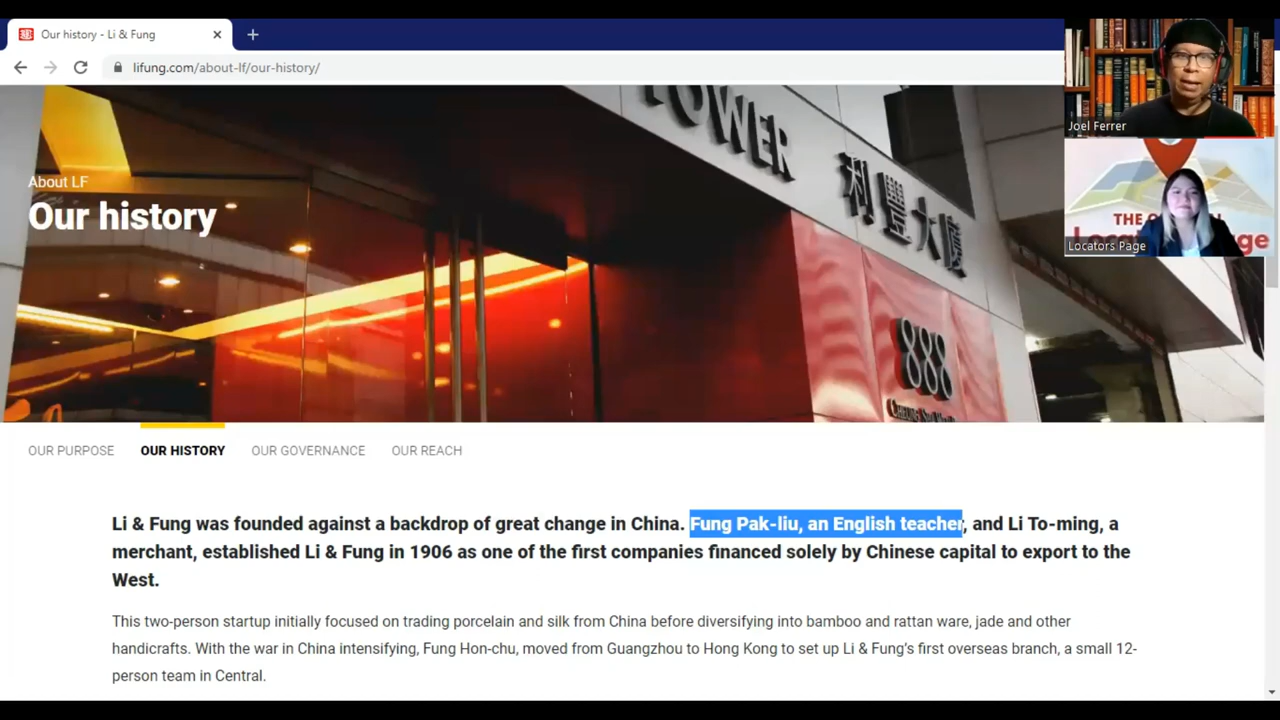 Our history - Li & Fung
lifung.com/about-lf/our-history/
TOWER
利豐大廈
888
About LF
Our history
Joel Ferrer
THE
Locators Page
OUR PURPOSE OUR HISTORY OUR GOVERNANCE OUR REACH
Li & Fung was founded against a backdrop of great change in China. Fung Pak-liu, an English teacher, and Li To-ming, a
merchant, established Li & Fung in 1906 as one of the first companies financed solely by Chinese capital to export to the
West.
This two-person startup initially focused on trading porcelain and silk from China before diversifying into bamboo and rattan ware, jade and other
handicrafts. With the war in China intensifying, Fung Hon-chu, moved from Guangzhou to Hong Kong to set up Li & Fung's first overseas branch, a small 12-
person team in Central.